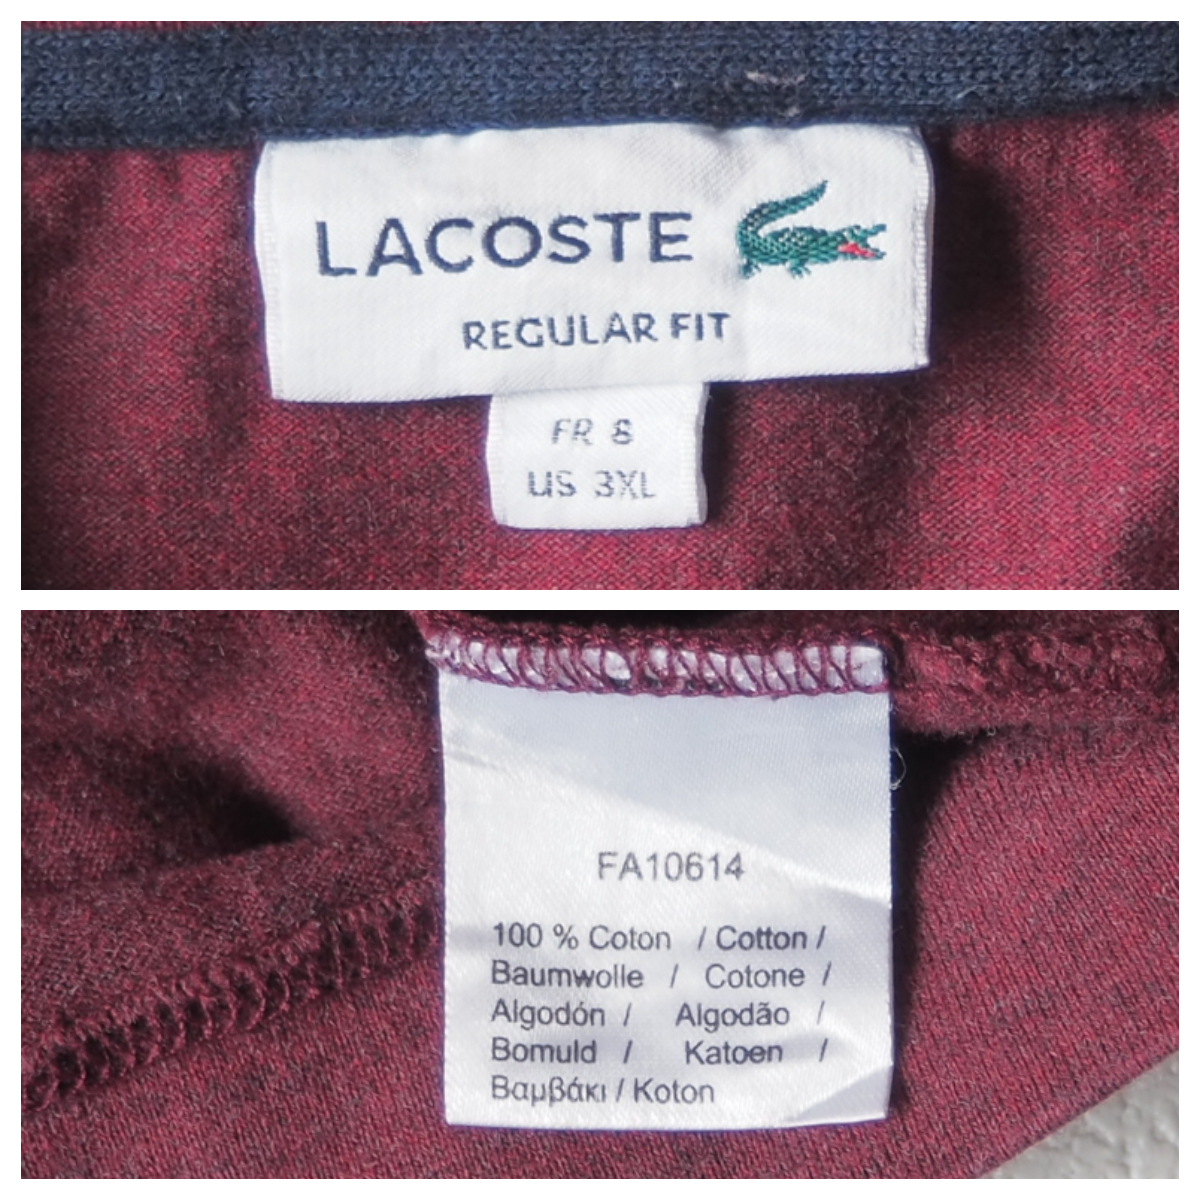 LACOSTE
REGULAR FIT
FR 8
US 3XL
FA10614
100 % Coton / Cotton /
Baumwolle / Cotone /
Algodón / Algodão /
Bomuld / Katoen /
Βαμβάκι / Koton